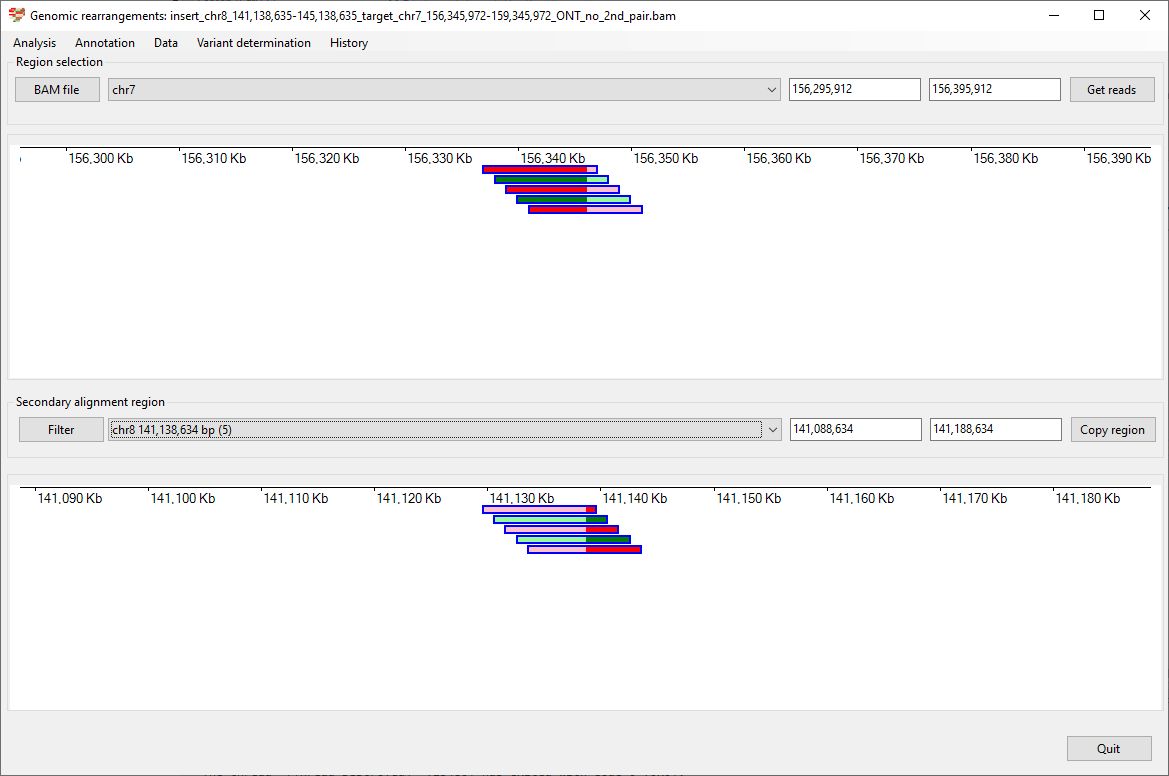 Genomic rearrangements: insert_chr8_141,138,635-145,138,635_target_chr7_156,345,972-159,345,972_ONT_no_2nd_pair.bam
Analysis Annotation Data Variant determination History
Region selection
BAM file chr7 156,295,912 156,395,912 Get reads
156,300 Kb 156,310 Kb 156,320 Kb 156,330 Kb 156,340 Kb 156,350 Kb 156,360 Kb 156,370 Kb 156,380 Kb 156,390 Kb
Secondary alignment region
Filter chr8 141,138,634 bp (5) 141,088,634 141,188,634 Copy region
141,090 Kb 141,100 Kb 141,110 Kb 141,120 Kb 141,130 Kb 141,140 Kb 141,150 Kb 141,160 Kb 141,170 Kb 141,180 Kb
Quit